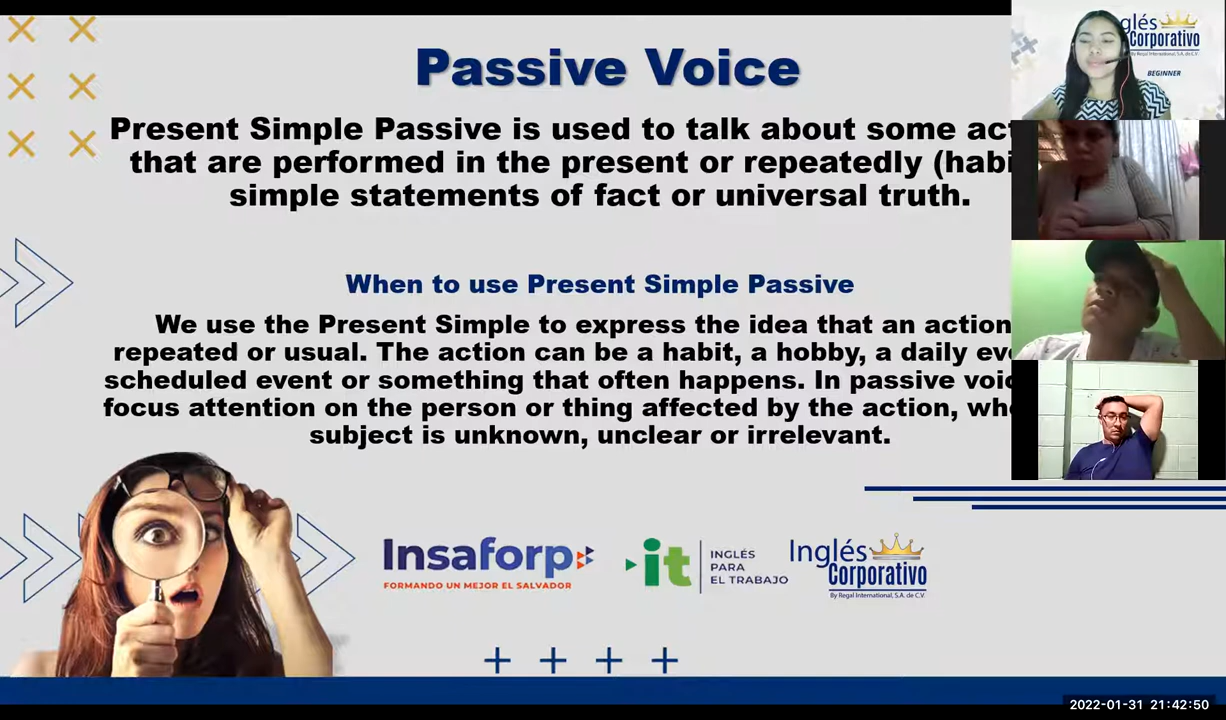 Passive Voice
Present Simple Passive is used to talk about some
that are performed in the present or repeatedly
simple statements of fact or universal truth.
When to use Present Simple Passive
We use the Present Simple to express the idea that an action
repeated or usual. The action can be a habit, a hobby, a daily
scheduled event or something that often happens. In passive
focus attention on the person or thing affected by the action,
subject is unknown, unclear or irrelevant.
Insaforp
FORMANDO UN MEJOR EL SALVADOR
it
INGLÉS
PARA
EL TRABAJO
Inglés
Corporativo
By Regal International, S.A. de C.V.
glés
Corporativo
By Regal International, S.A. de C.V.
BEGINNER
2022-01-31 21:42:50